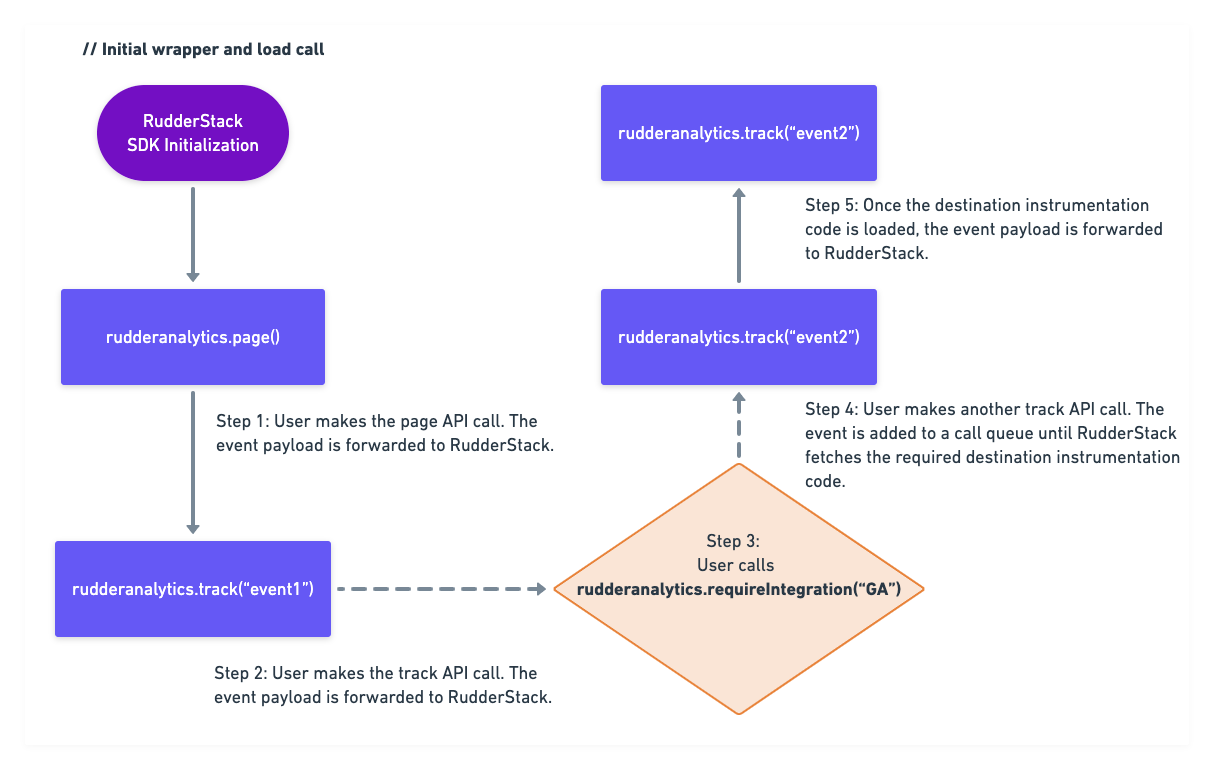 // Initial wrapper and load call
RudderStack
SDK Initialization
rudderanalytics.page()
Step 1: User makes the page API call. The
event payload is forwarded to RudderStack.
rudderanalytics.track(“event1”)
Step 2: User makes the track API call. The
event payload is forwarded to RudderStack.
Step 3:
User calls
rudderanalytics.requireIntegration(“GA”)
Step 4: User makes another track API call. The
event is added to a call queue until RudderStack
fetches the required destination instrumentation
code.
rudderanalytics.track(“event2”)
Step 5: Once the destination instrumentation
code is loaded, the event payload is forwarded
to RudderStack.
rudderanalytics.track(“event2”)